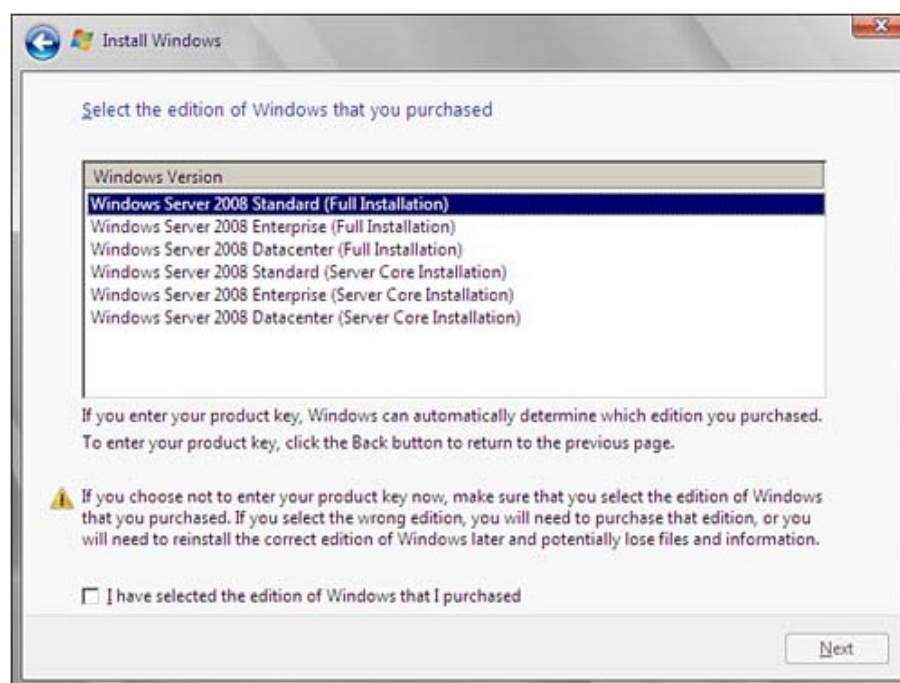 Install Windows
Select the edition of Windows that you purchased
Windows Version
Windows Server 2008 Standard (Full Installation)
Windows Server 2008 Enterprise (Full Installation)
Windows Server 2008 Datacenter (Full Installation)
Windows Server 2008 Standard (Server Core Installation)
Windows Server 2008 Enterprise (Server Core Installation)
Windows Server 2008 Datacenter (Server Core Installation)
If you enter your product key, Windows can automatically determine which edition you purchased.
To enter your product key, click the Back button to return to the previous page.
If you choose not to enter your product key now, make sure that you select the edition of Windows
that you purchased. If you select the wrong edition, you will need to purchase that edition, or you
will need to reinstall the correct edition of Windows later and potentially lose files and information.
I have selected the edition of Windows that I purchased
Next